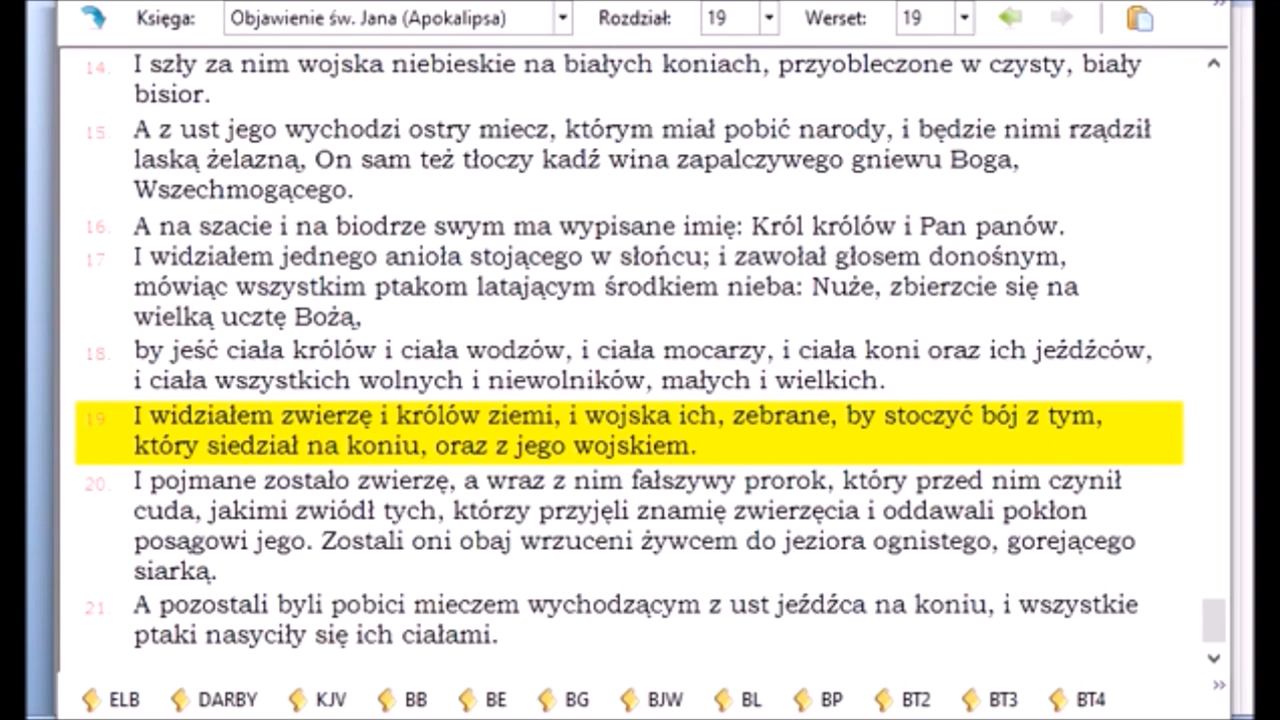 Księga: Objawienie św. Jana (Apokalipsa) Rozdział: 19 Werset: 19
14. I szły za nim wojska niebieskie na białych koniach, przyobleczone w czysty, biały
bisior.
15. A z ust jego wychodzi ostry miecz, którym miał pobić narody, i będzie nimi rządził
laską żelazną, On sam też tłoczy kadź wina zapalczywego gniewu Boga,
Wszechmogącego.
16. A na szacie i na biodrze swym ma wypisane imię: Król królów i Pan panów.
17 I widziałem jednego anioła stojącego w słońcu; i zawołał głosem donośnym,
mówiąc wszystkim ptakom latającym środkiem nieba: Nuże, zbierzcie się na
wielką ucztę Bożą,
18. by jeść ciała królów i ciała wodzów, i ciała mocarzy, i ciała koni oraz ich jeźdźców,
i ciała wszystkich wolnych i niewolników, małych i wielkich.
19 I widziałem zwierzę i królów ziemi, i wojska ich, zebrane, by stoczyć bój z tym,
który siedział na koniu, oraz z jego wojskiem.
20. I pojmane zostało zwierzę, a wraz z nim fałszywy prorok, który przed nim czynił
cuda, jakimi zwiódł tych, którzy przyjęli znamię zwierzęcia i oddawali pokłon
posągowi jego. Zostali oni obaj wrzuceni żywcem do jeziora ognistego, gorejącego
siarką.
21. A pozostali byli pobici mieczem wychodzącym z ust jeźdźca na koniu, i wszystkie
ptaki nasyciły się ich ciałami.
ELB DARBY KJV BB BE BG BJW BL BP BT2 BT3 BT4